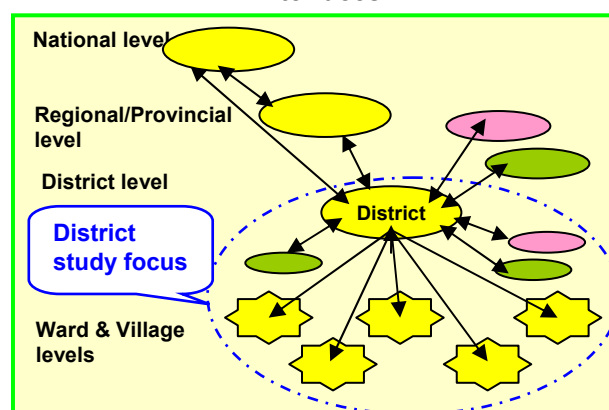 National level
Regional/Provincial
level
District level
District
District
study focus
Ward & Village
levels